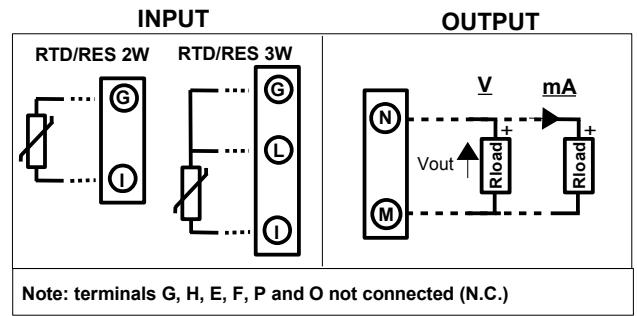 INPUT
OUTPUT
RTD/RES 2W
RTD/RES 3W
G
I
G
L
I
N
M
V
mA
Vout
Rload
+
Rload
+
Note: terminals G, H, E, F, P and O not connected (N.C.)